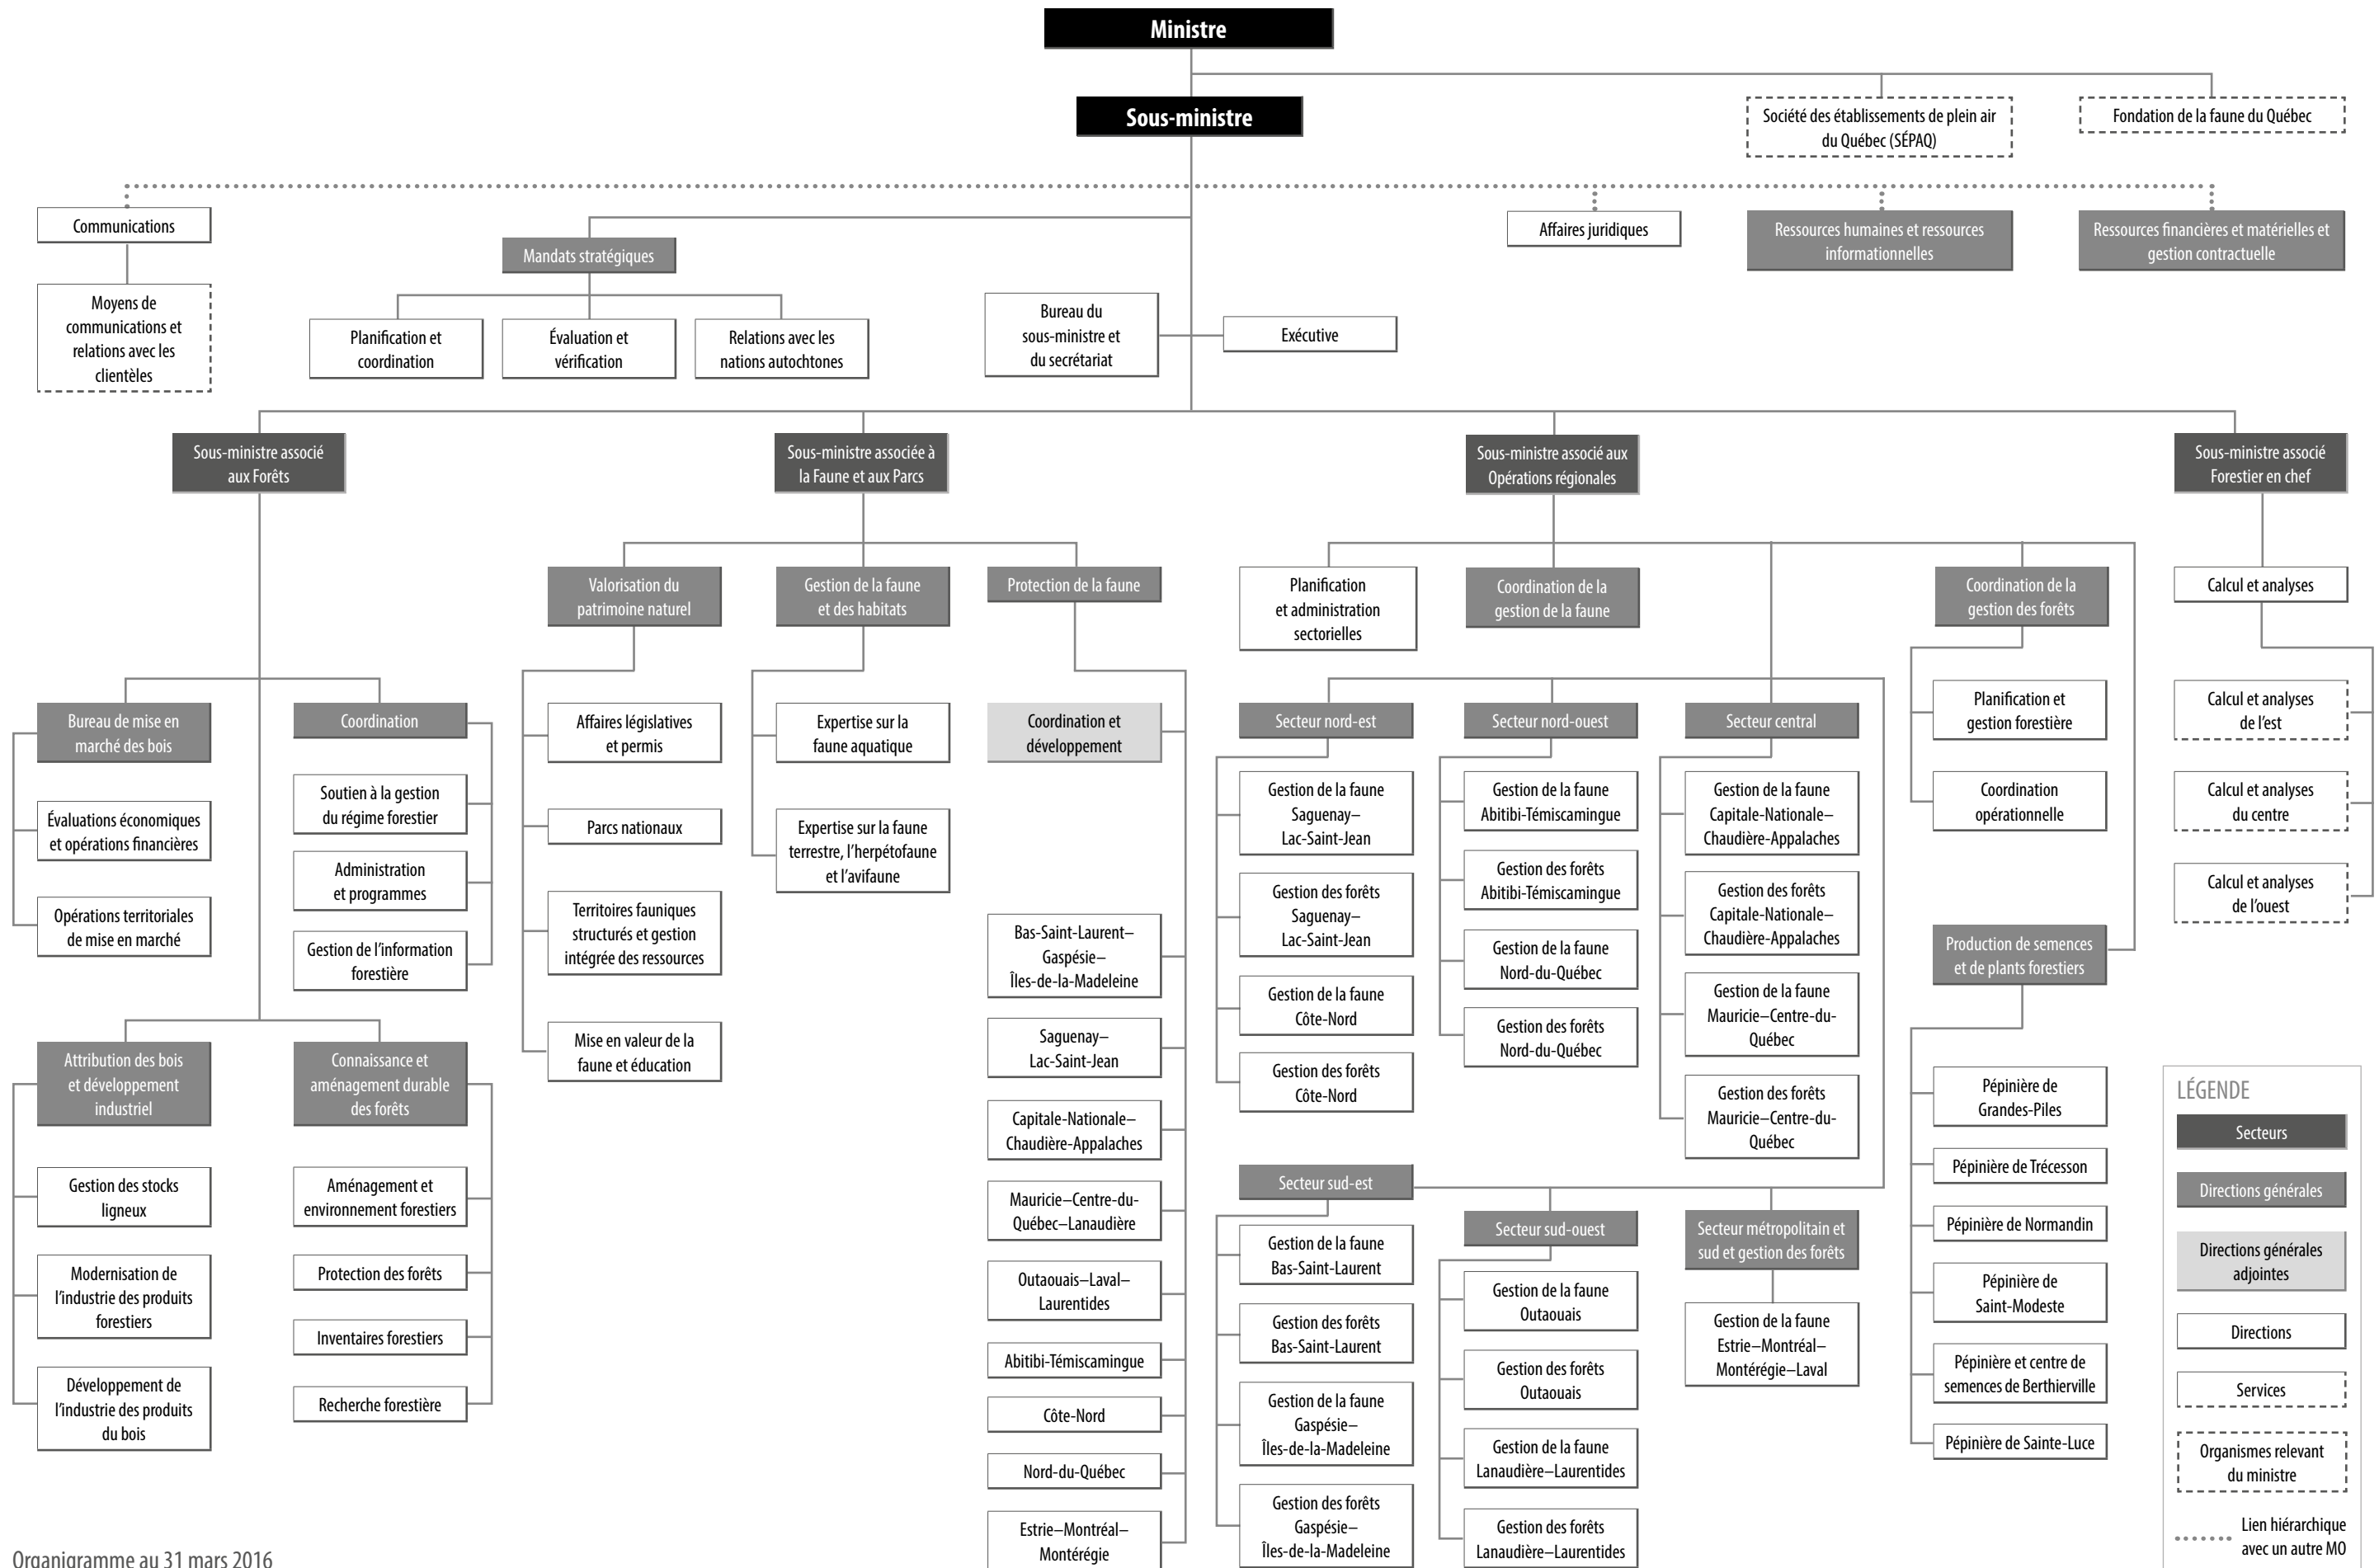 Ministre
Sous-ministre
Société des établissements de plein air
du Québec (SÉPAQ)
Fondation de la faune du Québec
Communications
Moyens de
communications et
relations avec les
clientèles
Mandats stratégiques
Planification et
coordination
Évaluation et
vérification
Relations avec les
nations autochtones
Bureau du
sous-ministre et
du secrétariat
Exécutive
Affaires juridiques
Ressources humaines et ressources
informationnelles
Ressources financières et matérielles et
gestion contractuelle
Sous-ministre associé
aux Forêts
Bureau de mise en
marché des bois
Évaluations économiques
et opérations financières
Opérations territoriales
de mise en marché
Coordination
Soutien à la gestion
du régime forestier
Administration
et programmes
Gestion de l'information
forestière
Attribution des bois
et développement
industriel
Gestion des stocks
ligneux
Modernisation de
l'industrie des produits
forestiers
Développement de
l'industrie des produits
du bois
Connaissance et
aménagement durable
des forêts
Aménagement et
environnement forestiers
Protection des forêts
Inventaires forestiers
Recherche forestière
Sous-ministre associée à
la Faune et aux Parcs
Valorisation du
patrimoine naturel
Affaires législatives
et permis
Parcs nationaux
Territoires fauniques
structurés et gestion
intégrée des ressources
Mise en valeur de la
faune et éducation
Gestion de la faune
et des habitats
Expertise sur la
faune aquatique
Expertise sur la faune
terrestre, l'herpétofaune
et l'avifaune
Protection de la faune
Coordination et
développement
Bas-Saint-Laurent–
Gaspésie–
Îles-de-la-Madeleine
Saguenay–
Lac-Saint-Jean
Capitale-Nationale–
Chaudière-Appalaches
Mauricie–Centre-du-
Québec–Lanaudière
Outaouais–Laval–
Laurentides
Abitibi-Témiscamingue
Côte-Nord
Nord-du-Québec
Estrie–Montréal–
Montérégie
Sous-ministre associé aux
Opérations régionales
Planification
et administration
sectorielles
Coordination de la
gestion de la faune
Secteur nord-est
Gestion de la faune
Saguenay–
Lac-Saint-Jean
Gestion des forêts
Saguenay–
Lac-Saint-Jean
Gestion de la faune
Côte-Nord
Gestion des forêts
Côte-Nord
Secteur nord-ouest
Gestion de la faune
Abitibi-Témiscamingue
Gestion des forêts
Abitibi-Témiscamingue
Gestion de la faune
Nord-du-Québec
Gestion des forêts
Nord-du-Québec
Secteur central
Gestion de la faune
Capitale-Nationale–
Chaudière-Appalaches
Gestion des forêts
Capitale-Nationale–
Chaudière-Appalaches
Gestion de la faune
Mauricie–Centre-du-
Québec
Gestion des forêts
Mauricie–Centre-du-
Québec
Secteur sud-est
Gestion de la faune
Bas-Saint-Laurent
Gestion des forêts
Bas-Saint-Laurent
Gestion de la faune
Gaspésie–
Îles-de-la-Madeleine
Gestion des forêts
Gaspésie–
Îles-de-la-Madeleine
Secteur sud-ouest
Gestion de la faune
Outaouais
Gestion des forêts
Outaouais
Gestion de la faune
Lanaudière–Laurentides
Gestion des forêts
Lanaudière–Laurentides
Secteur métropolitain et
sud et gestion des forêts
Gestion de la faune
Estrie–Montréal–
Montérégie–Laval
Coordination de la
gestion des forêts
Planification et
gestion forestière
Coordination
opérationnelle
Production de semences
et de plants forestiers
Pépinière de
Grandes-Piles
Pépinière de Trécesson
Pépinière de Normandin
Pépinière de
Saint-Modeste
Pépinière et centre de
semences de Berthierville
Pépinière de Sainte-Luce
Sous-ministre associé
Forestier en chef
Calcul et analyses
Calcul et analyses
de l'est
Calcul et analyses
du centre
Calcul et analyses
de l'ouest
LÉGENDE
Secteurs
Directions générales
Directions générales
adjointes
Directions
Services
Organismes relevant
du ministre
Lien hiérarchique
avec un autre MO
Organigramme au 31 mars 2016